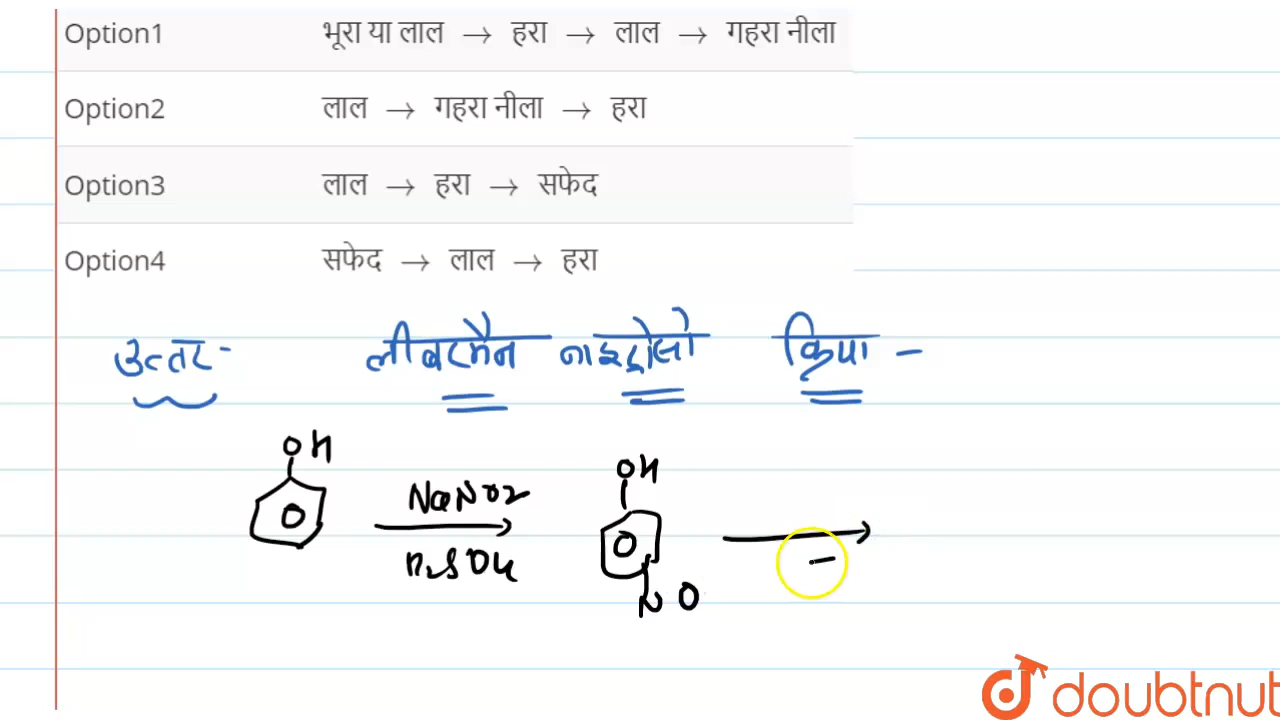 Option1 भूरा या लाल → हरा → लाल → गहरा नीला
Option2 लाल → गहरा नीला → हरा
Option3 लाल → हरा → सफेद
Option4 सफेद → लाल → हरा
उत्तर - लीबरमैन नाइट्रोसो क्रिया -
OH OH
NaNO2
H2SO4
NO
doubtnut